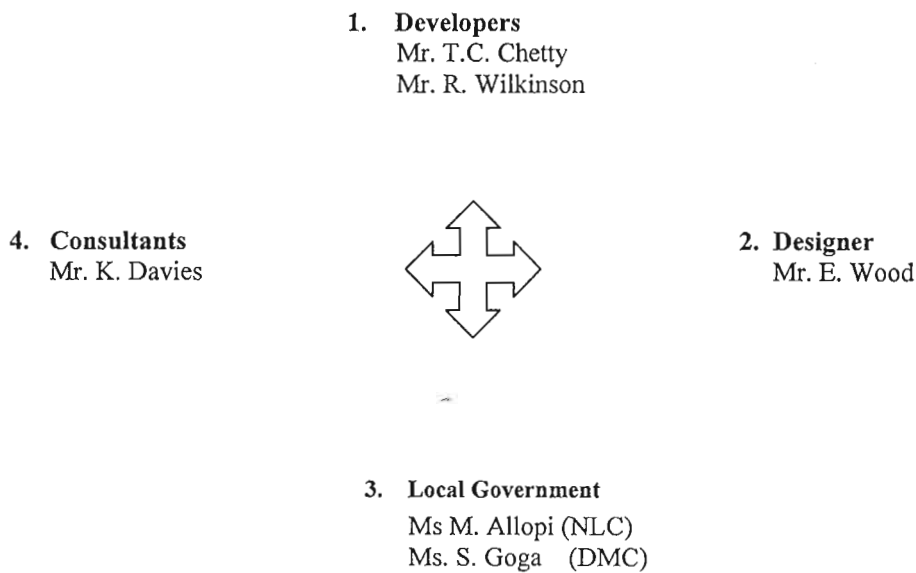 1. Developers
Mr. T.C. Chetty
Mr. R. Wilkinson
4. Consultants
Mr. K. Davies
2. Designer
Mr. E. Wood
3. Local Government
Ms M. Allopi (NLC)
Ms. S. Goga (DMC)